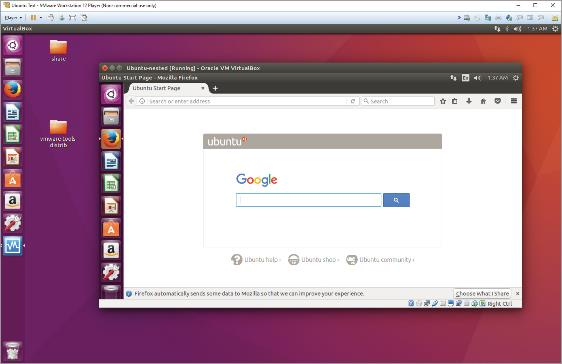 Ubuntu Test - VMware Workstation 12 Player (Non-commercial use only)
Player
VirtualBox
1:37 AM
share
vmware-tools
distrib
Ubuntu-nested [Running] - Oracle VM VirtualBox
Ubuntu Start Page - Mozilla Firefox
1:37 AM
Ubuntu Start Page
Search or enter address
Search
ubuntu
Google
Ubuntu help ›
Ubuntu shop ›
Ubuntu community ›
Firefox automatically sends some data to Mozilla so that we can improve your experience.
Choose What I Share
Right Ctrl